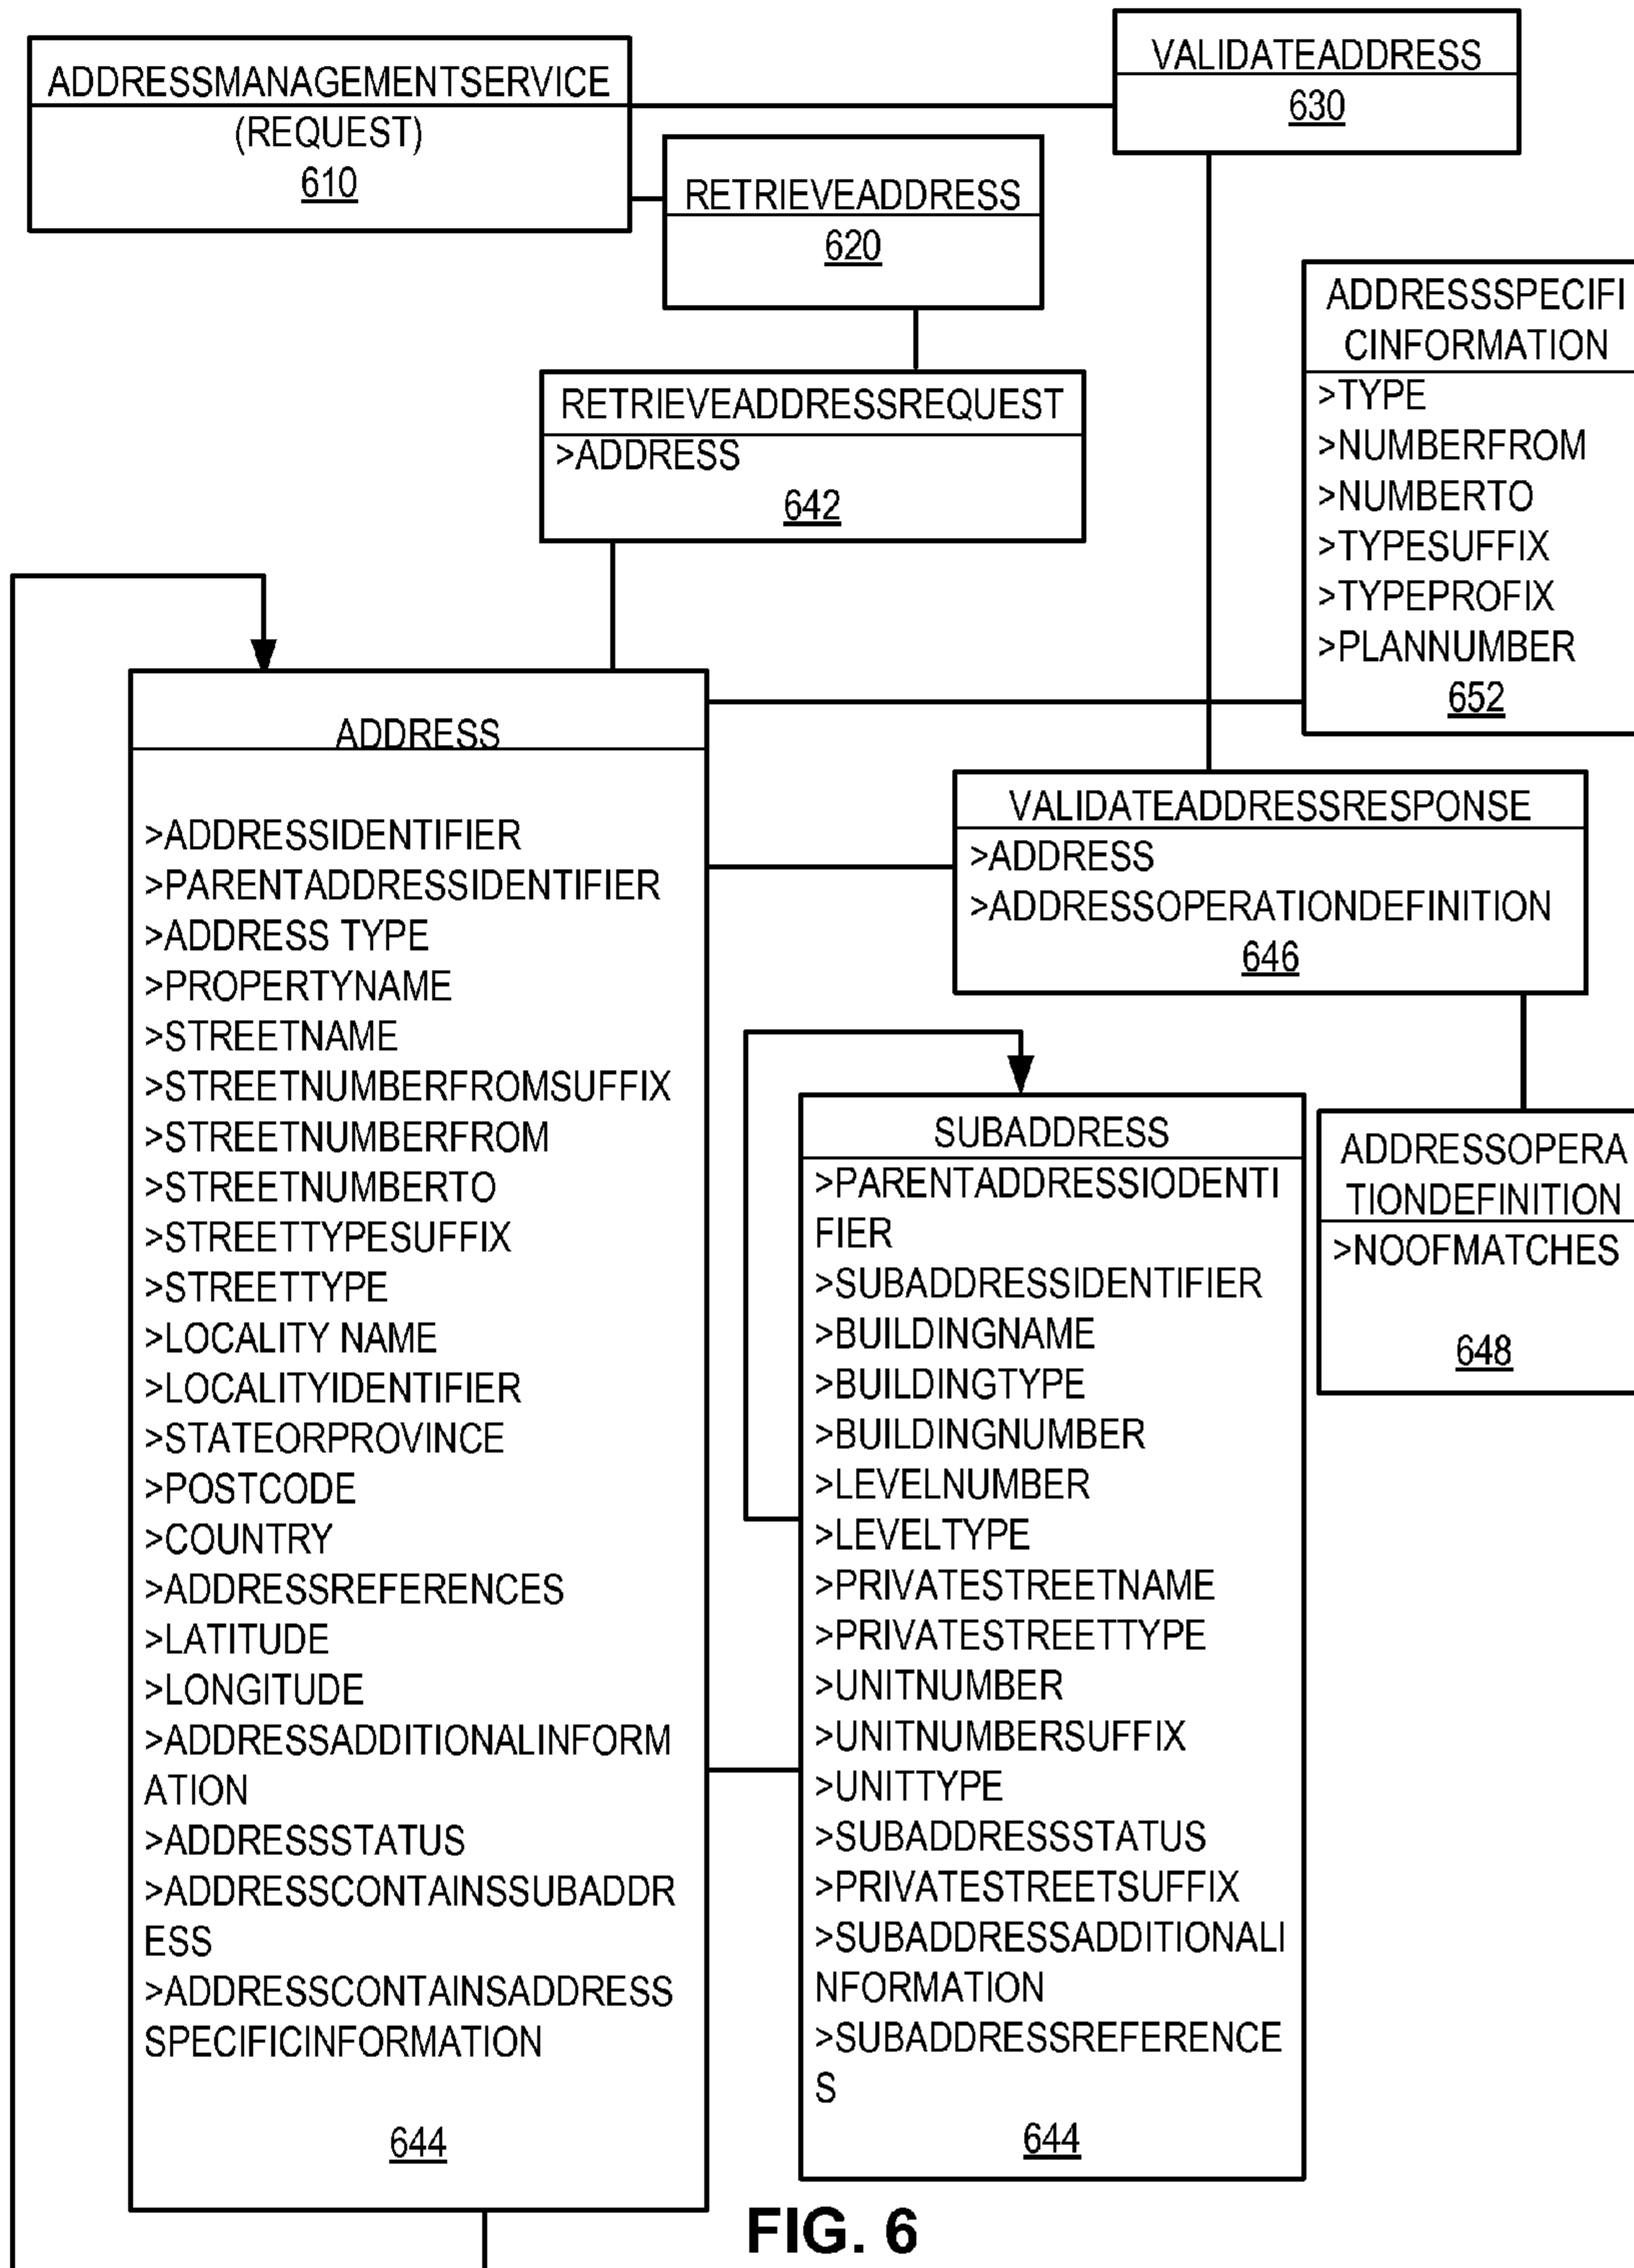 ADDRESSMANAGEMENTSERVICE
(REQUEST)
610
VALIDATEADDRESS
630
RETRIEVEADDRESS
620
RETRIEVEADDRESSREQUEST
>ADDRESS
642
ADDRESSSPECIFI
CINFORMATION
>TYPE
>NUMBERFROM
>NUMBERTO
>TYPESUFFIX
>TYPEPROFIX
>PLANNUMBER
652
ADDRESS
>ADDRESSIDENTIFIER
>PARENTADDRESSIDENTIFIER
>ADDRESS TYPE
>PROPERTYNAME
>STREETNAME
>STREETNUMBERFROMSUFFIX
>STREETNUMBERFROM
>STREETNUMBERTO
>STREETTYPESUFFIX
>STREETTYPE
>LOCALITY NAME
>LOCALITYIDENTIFIER
>STATEORPROVINCE
>POSTCODE
>COUNTRY
>ADDRESSREFERENCES
>LATITUDE
>LONGITUDE
>ADDRESSADDITIONALINFORM
ATION
>ADDRESSSTATUS
>ADDRESSCONTAINSSUBADDR
ESS
>ADDRESSCONTAINSADDRESS
SPECIFICINFORMATION
644
VALIDATEADDRESSRESPONSE
>ADDRESS
>ADDRESSOPERATIONDEFINITION
646
SUBADDRESS
>PARENTADDRESSIODENTI
FIER
>SUBADDRESSIDENTIFIER
>BUILDINGNAME
>BUILDINGTYPE
>BUILDINGNUMBER
>LEVELNUMBER
>LEVELTYPE
>PRIVATESTREETNAME
>PRIVATESTREETTYPE
>UNITNUMBER
>UNITNUMBERSUFFIX
>UNITTYPE
>SUBADDRESSSTATUS
>PRIVATESTREETSUFFIX
>SUBADDRESSADDITIONALI
NFORMATION
>SUBADDRESSREFERENCE
S
644
ADDRESSOPERA
TIONDEFINITION
>NOOFMATCHES
648
FIG. 6